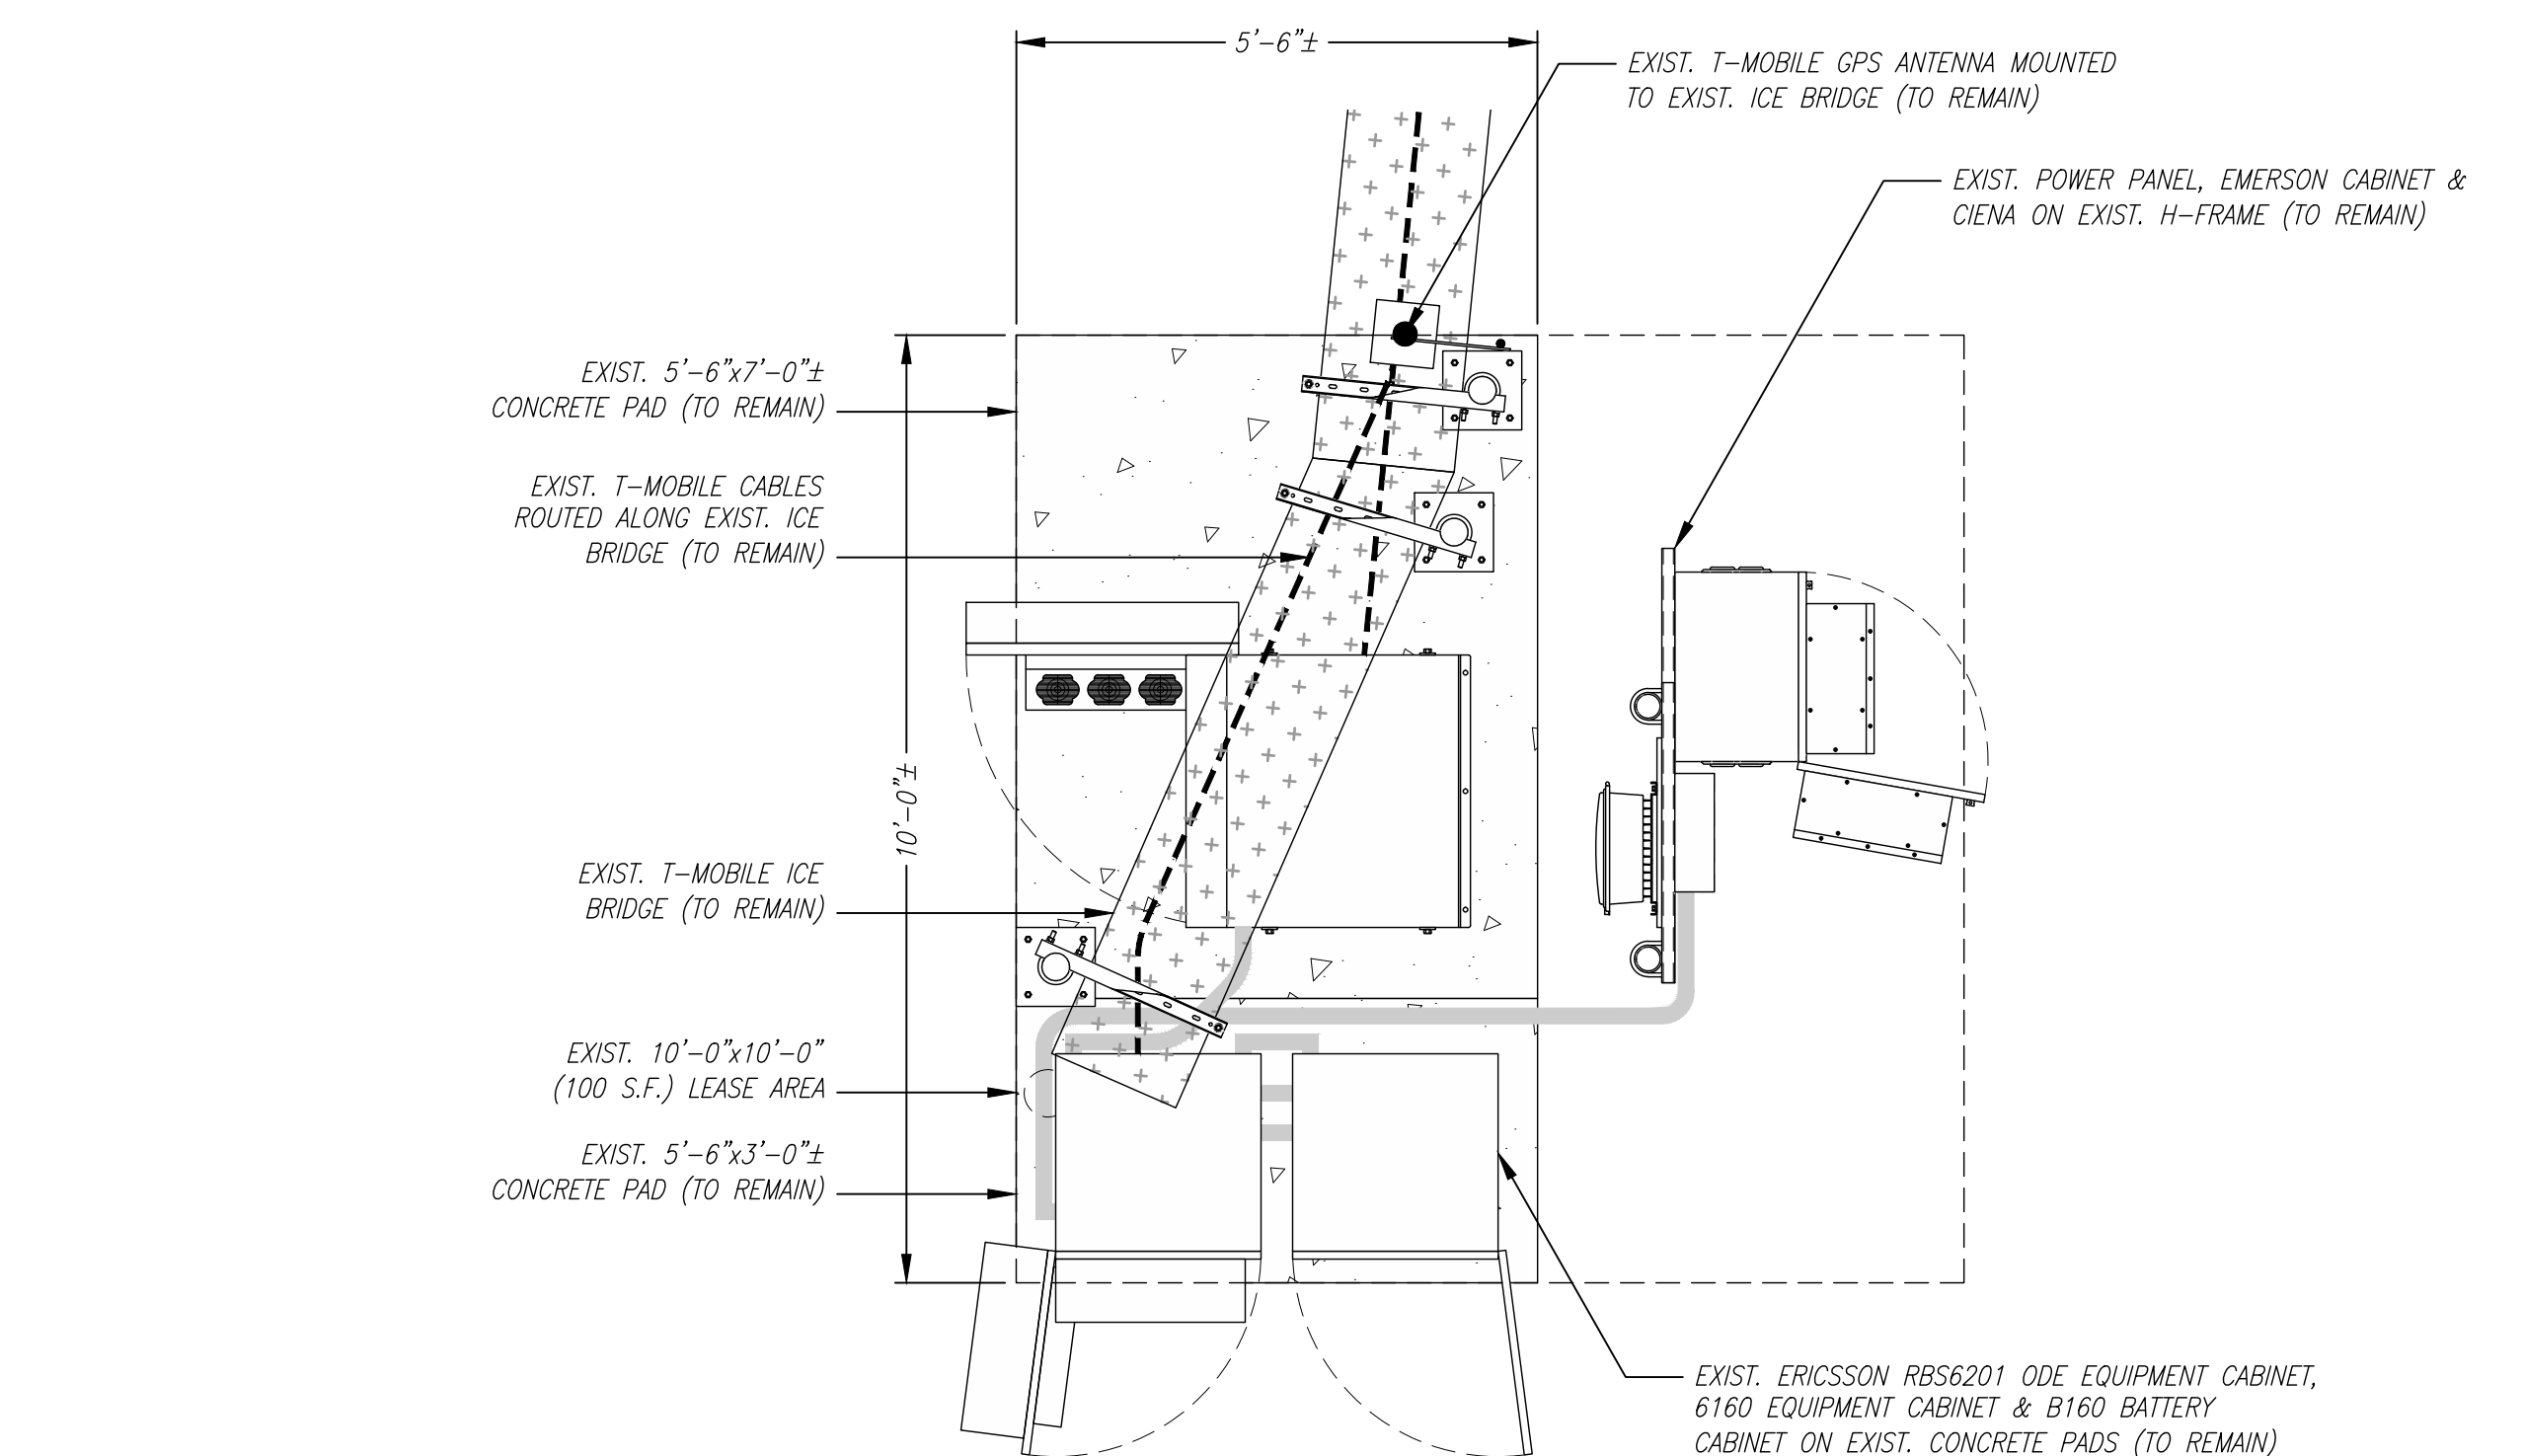 5'-6"±
EXIST. T-MOBILE GPS ANTENNA MOUNTED
TO EXIST. ICE BRIDGE (TO REMAIN)
EXIST. POWER PANEL, EMERSON CABINET &
CIENA ON EXIST. H-FRAME (TO REMAIN)
EXIST. 5'-6"x7'-0"±
CONCRETE PAD (TO REMAIN)
EXIST. T-MOBILE CABLES
ROUTED ALONG EXIST. ICE
BRIDGE (TO REMAIN)
10'-0"±
EXIST. T-MOBILE ICE
BRIDGE (TO REMAIN)
EXIST. 10'-0"x10'-0"
(100 S.F.) LEASE AREA
EXIST. 5'-6"x3'-0"±
CONCRETE PAD (TO REMAIN)
EXIST. ERICSSON RBS6201 ODE EQUIPMENT CABINET,
6160 EQUIPMENT CABINET & B160 BATTERY
CABINET ON EXIST. CONCRETE PADS (TO REMAIN)